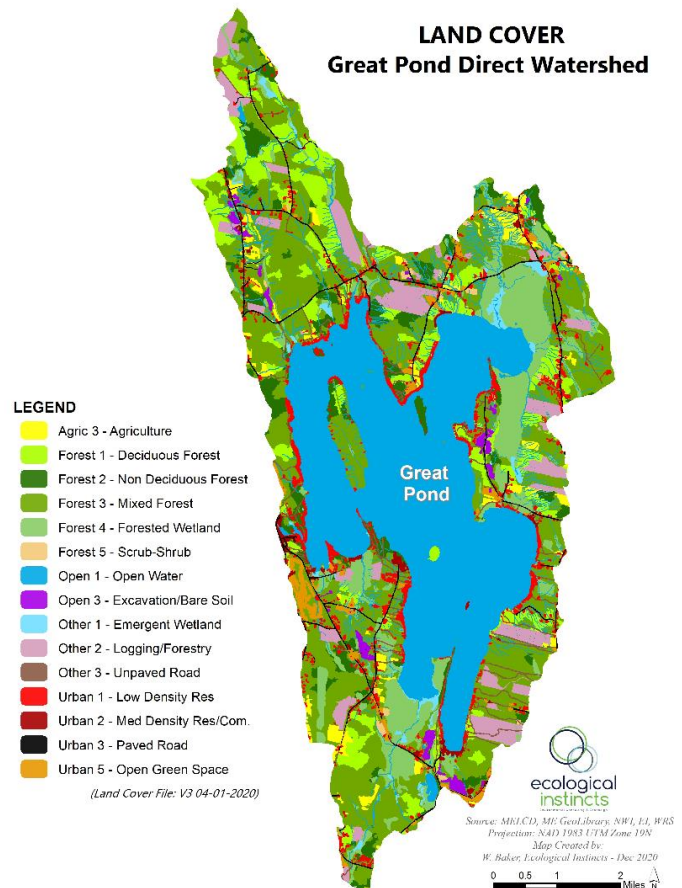 LAND COVER
Great Pond Direct Watershed
Great
Pond
LEGEND
Agric 3 - Agriculture
Forest 1 - Deciduous Forest
Forest 2 - Non Deciduous Forest
Forest 3 - Mixed Forest
Forest 4 - Forested Wetland
Forest 5 - Scrub-Shrub
Open 1 - Open Water
Open 3 - Excavation/Bare Soil
Other 1 - Emergent Wetland
Other 2 - Logging/Forestry
Other 3 - Unpaved Road
Urban 1 - Low Density Res
Urban 2 - Med Density Res/Com.
Urban 3 - Paved Road
Urban 5 - Open Green Space
(Land Cover File: V3 04-01-2020)
ecological
instincts
Source: MELCD, ME GeoLibrary, NWI, EI, WRS
Projection: NAD 1983 UTM Zone 19N
Map Created by:
W. Baker, Ecological Instincts - Dec 2020
0 0.5 1 2
Miles
N